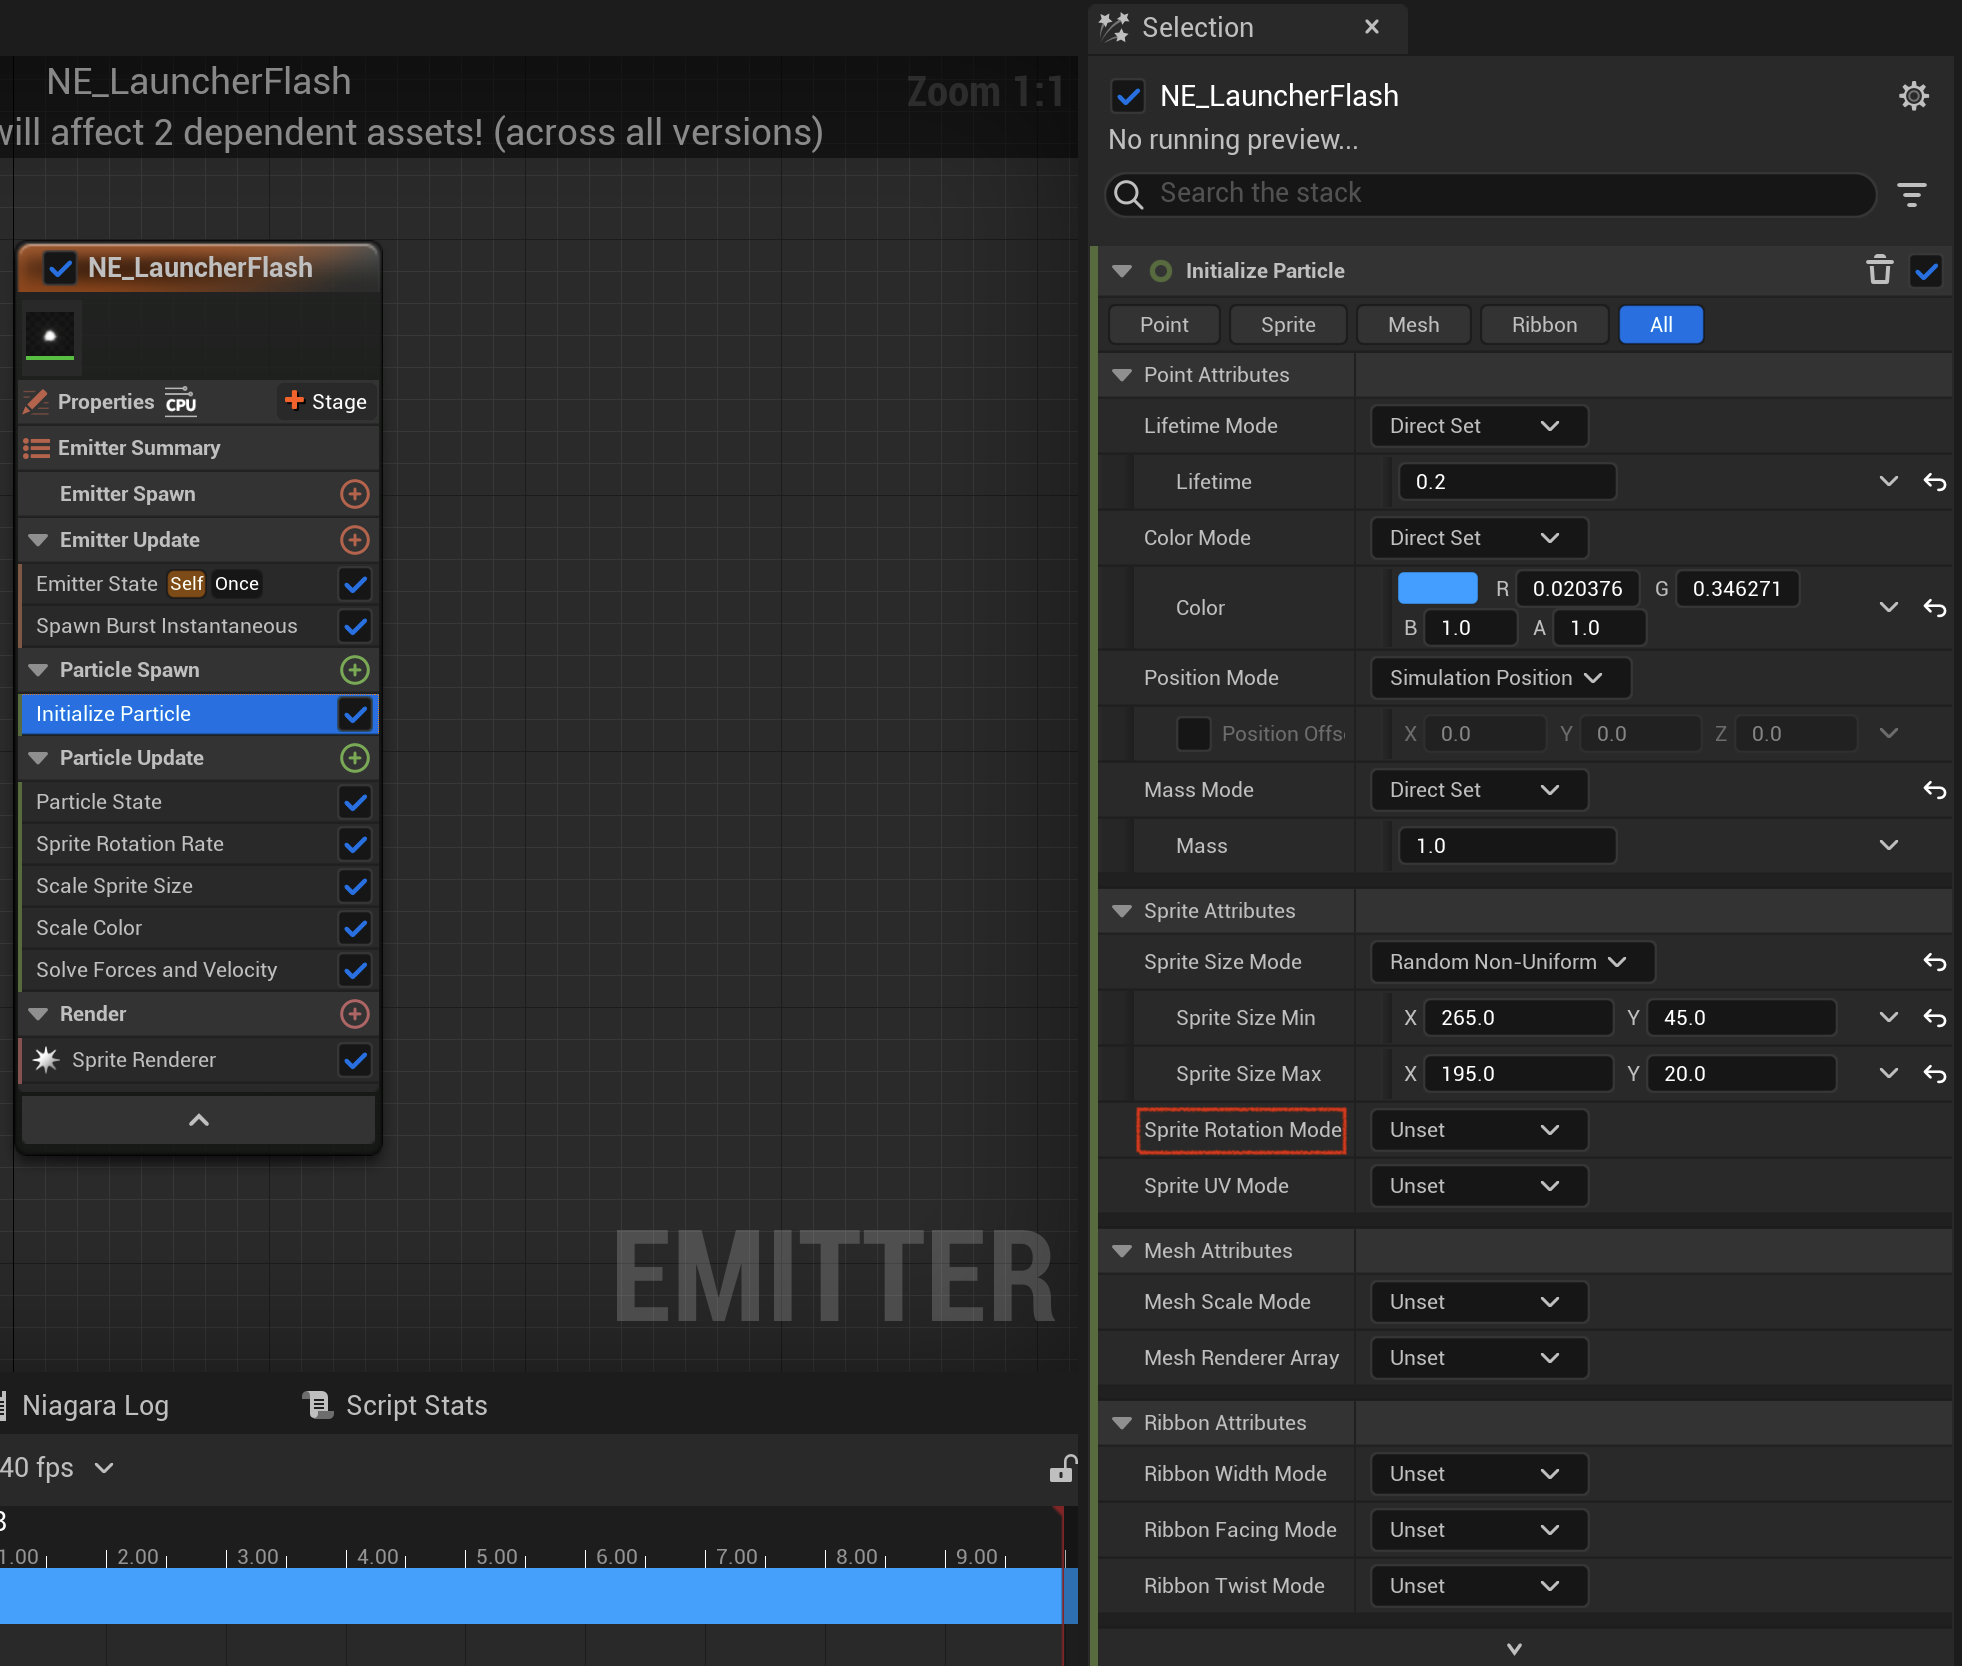 NE_LauncherFlash
Zoom 1:1
will affect 2 dependent assets! (across all versions)
NE_LauncherFlash
Properties CPU Stage
Emitter Summary
Emitter Spawn
Emitter Update
Emitter State Self Once
Spawn Burst Instantaneous
Particle Spawn
Initialize Particle
Particle Update
Particle State
Sprite Rotation Rate
Scale Sprite Size
Scale Color
Solve Forces and Velocity
Render
Sprite Renderer
EMITTER
Niagara Log Script Stats
40 fps
3
1.00 2.00 3.00 4.00 5.00 6.00 7.00 8.00 9.00
Selection
NE_LauncherFlash
No running preview...
Search the stack
Initialize Particle
Point Sprite Mesh Ribbon All
Point Attributes
Lifetime Mode Direct Set
Lifetime 0.2
Color Mode Direct Set
Color R 0.020376 G 0.346271
B 1.0 A 1.0
Position Mode Simulation Position
Position Offs X 0.0 Y 0.0 Z 0.0
Mass Mode Direct Set
Mass 1.0
Sprite Attributes
Sprite Size Mode Random Non-Uniform
Sprite Size Min X 265.0 Y 45.0
Sprite Size Max X 195.0 Y 20.0
Sprite Rotation Mode Unset
Sprite UV Mode Unset
Mesh Attributes
Mesh Scale Mode Unset
Mesh Renderer Array Unset
Ribbon Attributes
Ribbon Width Mode Unset
Ribbon Facing Mode Unset
Ribbon Twist Mode Unset